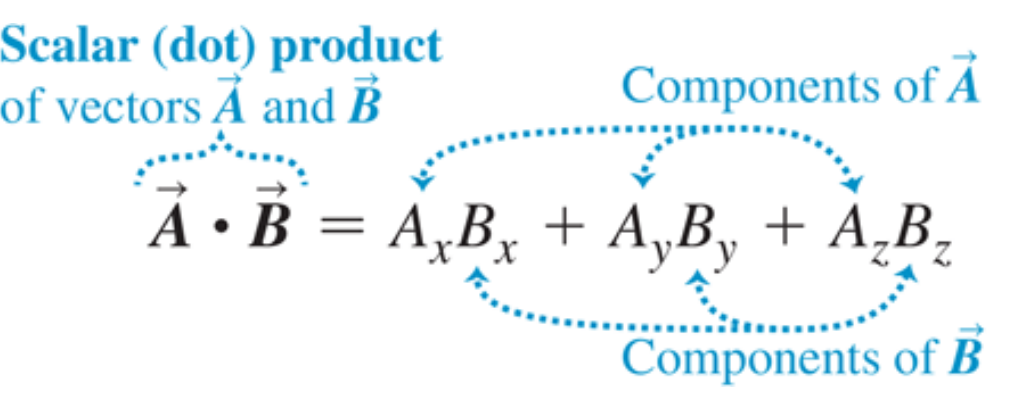 Scalar (dot) product
of vectors $\vec{A}$ and $\vec{B}$
Components of $\vec{A}$
$\vec{A} \cdot \vec{B} = A_x B_x + A_y B_y + A_z B_z$
Components of $\vec{B}$